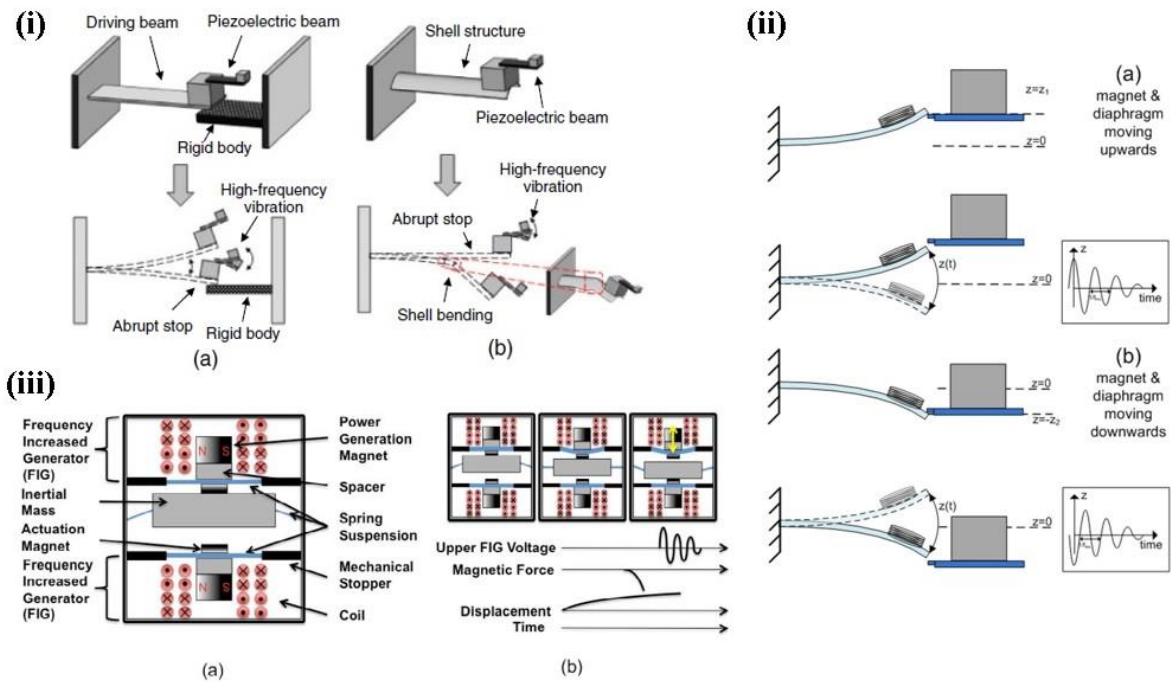 (i)
Driving beam
Piezoelectric beam
Rigid body
High-frequency
vibration
Abrupt stop
Rigid body
(a)
Shell structure
Piezoelectric beam
High-frequency
vibration
Abrupt stop
Shell bending
(b)
(ii)
z=z₁
z=0
(a)
magnet &
diaphragm
moving
upwards
z(t)
z=0
z
time
z=0
z=-z₂
(b)
magnet &
diaphragm
moving
downwards
z(t)
z=0
z
time
(iii)
Frequency
Increased
Generator
(FIG)
Inertial
Mass
Actuation
Magnet
Frequency
Increased
Generator
(FIG)
N S
N S
Power
Generation
Magnet
Spacer
Spring
Suspension
Mechanical
Stopper
Coil
(a)
Upper FIG Voltage
Magnetic Force
Displacement
Time
(b)